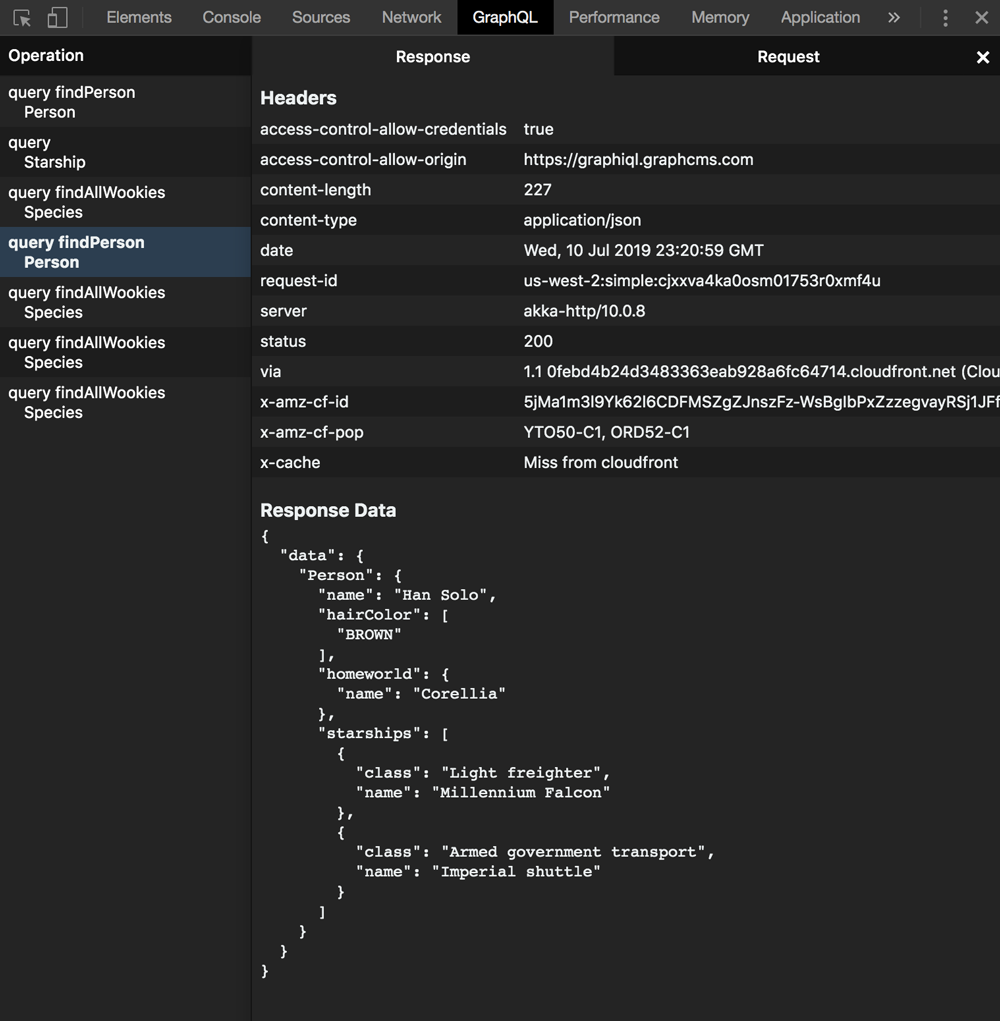 Elements Console Sources Network GraphQL Performance Memory Application »
Operation
Response Request
query findPerson
Person
query
Starship
query findAllWookies
Species
query findPerson
Person
query findAllWookies
Species
query findAllWookies
Species
query findAllWookies
Species
Headers
access-control-allow-credentials true
access-control-allow-origin https://graphiql.graphcms.com
content-length 227
content-type application/json
date Wed, 10 Jul 2019 23:20:59 GMT
request-id us-west-2:simple:cjxxva4ka0osm01753r0xmf4u
server akka-http/10.0.8
status 200
via 1.1 0febd4b24d3483363eab928a6fc64714.cloudfront.net (Clou
x-amz-cf-id
x-amz-cf-pop YTO50-C1, ORD52-C1
x-cache Miss from cloudfront
Response Data
{
  "data": {
    "Person": {
      "name": "Han Solo",
      "hairColor": [
        "BROWN"
      ],
      "homeworld": {
        "name": "Corellia"
      },
      "starships": [
        {
          "class": "Light freighter",
          "name": "Millennium Falcon"
        },
        {
          "class": "Armed government transport",
          "name": "Imperial shuttle"
        }
      ]
    }
  }
}